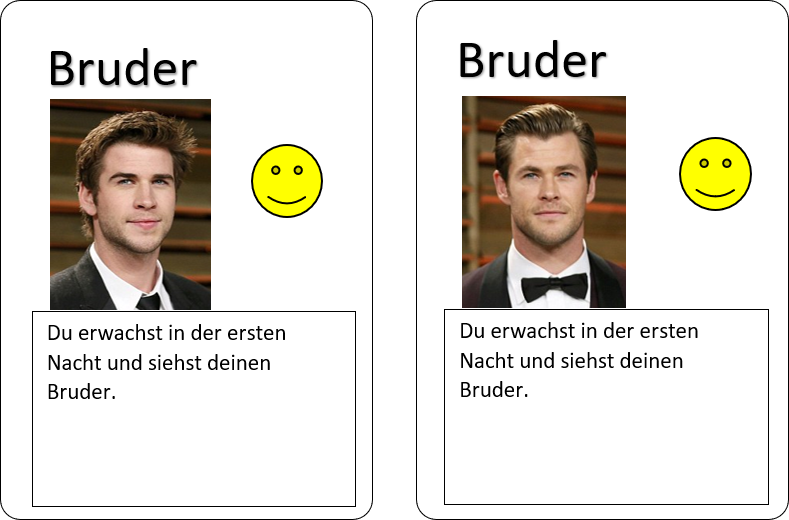 Bruder
Du erwachst in der ersten
Nacht und siehst deinen
Bruder.
Bruder
Du erwachst in der ersten
Nacht und siehst deinen
Bruder.